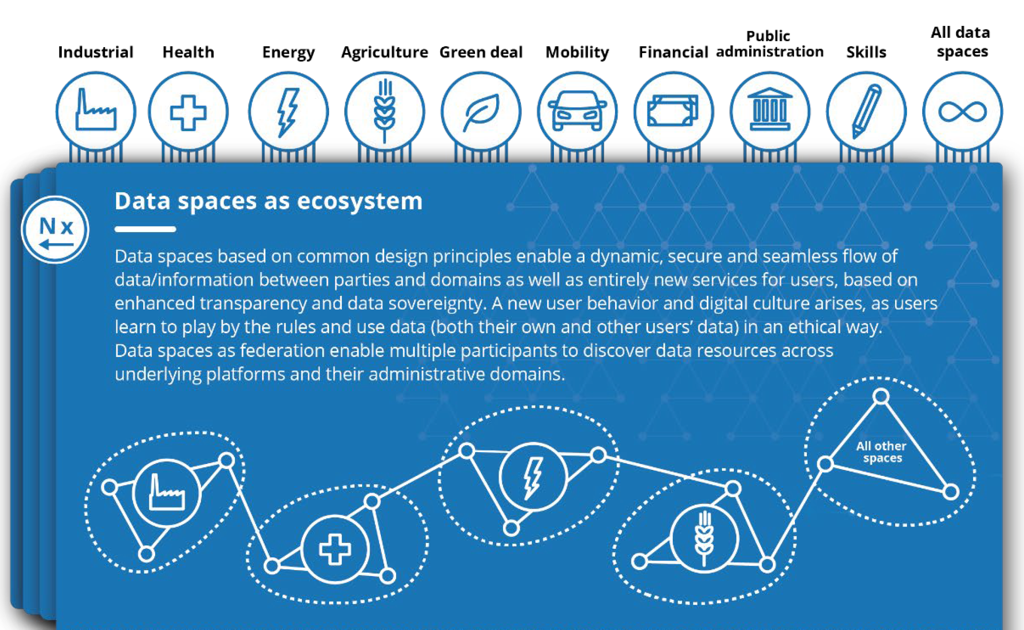 Industrial
Health
Energy
Agriculture
Green deal
Mobility
Financial
Public
administration
Skills
All data
spaces
N x
Data spaces as ecosystem
Data spaces based on common design principles enable a dynamic, secure and seamless flow of
data/information between parties and domains as well as entirely new services for users, based on
enhanced transparency and data sovereignty. A new user behavior and digital culture arises, as users
learn to play by the rules and use data (both their own and other users’ data) in an ethical way.
Data spaces as federation enable multiple participants to discover data resources across
underlying platforms and their administrative domains.
All other
spaces